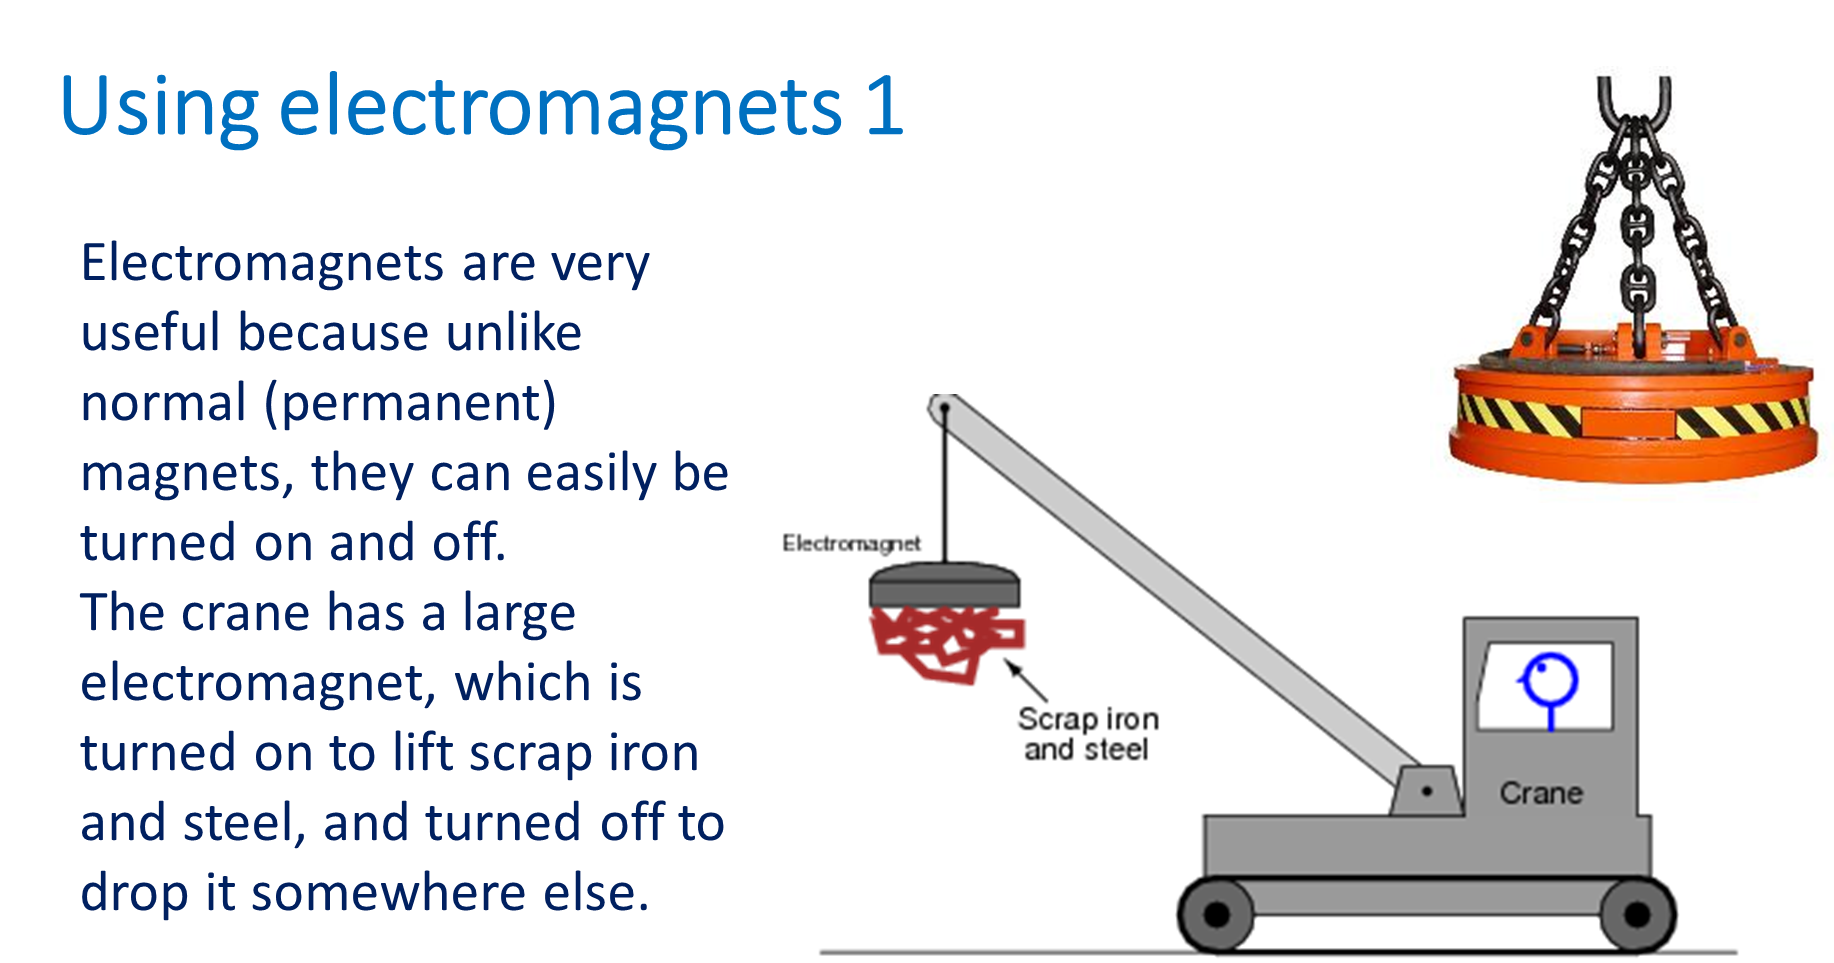 Using electromagnets 1
Electromagnets are very
useful because unlike
normal (permanent)
magnets, they can easily be
turned on and off.
The crane has a large
electromagnet, which is
turned on to lift scrap iron
and steel, and turned off to
drop it somewhere else.
Electromagnet
Scrap iron
and steel
Crane